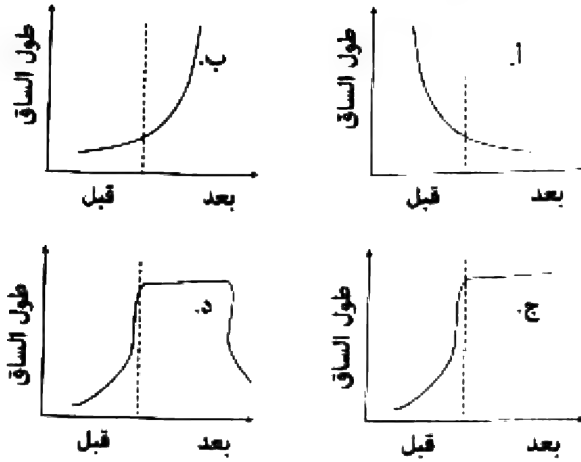 طول الساق
أ.
قبل
بعد
طول الساق
ب.
قبل
بعد
طول الساق
ج.
قبل
بعد
طول الساق
د.
قبل
بعد